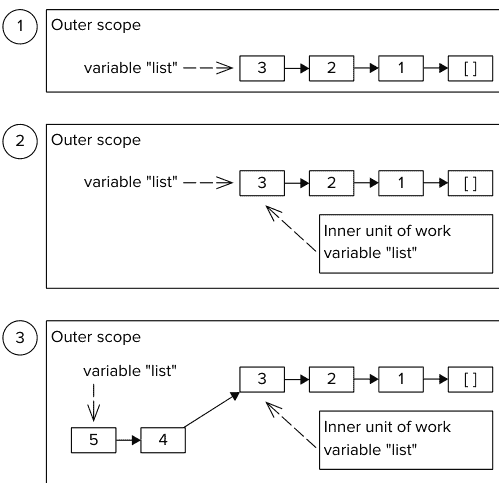 1
Outer scope
variable "list"
3 2 1 [ ]
2
Outer scope
variable "list"
3 2 1 [ ]
Inner unit of work
variable "list"
3
Outer scope
variable "list"
3 2 1 [ ]
5 4
Inner unit of work
variable "list"